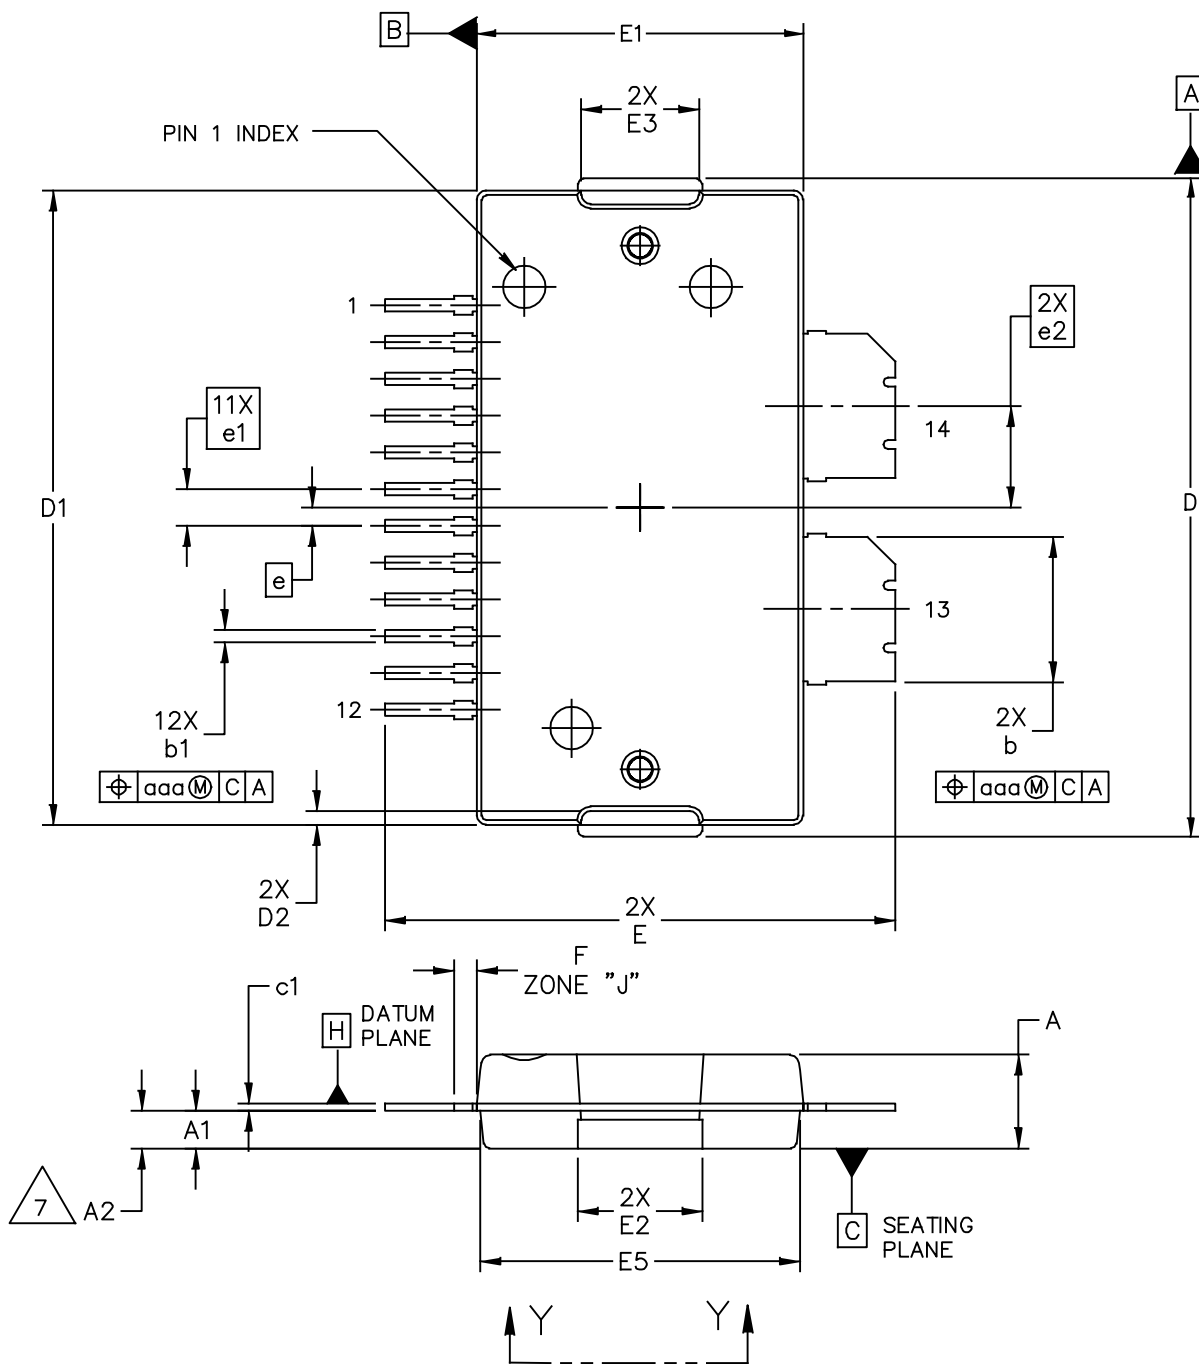 B
E1
2X
E3
A
PIN 1 INDEX
1
2X
e2
11X
e1
14
D1
D
e
13
12
12X
b1
2X
b
aaa Ⓜ C A
aaa Ⓜ C A
2X
D2
2X
E
F
ZONE "J"
c1
H
DATUM
PLANE
A
A1
7
A2
2X
E2
C
SEATING
PLANE
E5
Y
Y